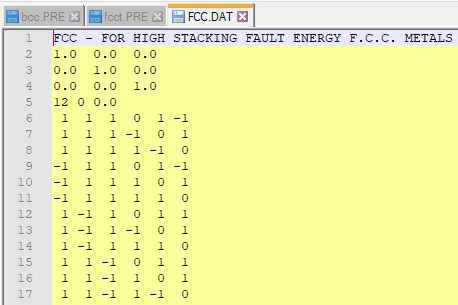 bcc.PRE fcct.PRE FCC.DAT
1 FCC - FOR HIGH STACKING FAULT ENERGY F.C.C. METALS
2 1.0 0.0 0.0
3 0.0 1.0 0.0
4 0.0 0.0 1.0
5 12 0 0.0
6 1 1 1 0 1 -1
7 1 1 1 -1 0 1
8 1 1 1 1 -1 0
9 -1 1 1 0 1 -1
10 -1 1 1 1 0 1
11 -1 1 1 1 1 0
12 1 -1 1 0 1 1
13 1 -1 1 -1 0 1
14 1 -1 1 1 1 0
15 1 1 -1 0 1 1
16 1 1 -1 1 0 1
17 1 1 -1 1 -1 0